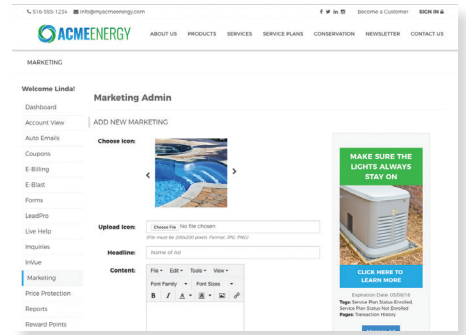 516-555-1234 info@myacmeenergy.com Become a Customer SIGN IN
ACMEENERGY ABOUT US PRODUCTS SERVICES SERVICE PLANS CONSERVATION NEWSLETTER CONTACT US
MARKETING
Welcome Linda!
Dashboard
Account View
Auto Emails
Coupons
E-Billing
E-Blast
Forms
LeadPro
Live Help
Inquiries
InVue
Marketing
Price Protection
Reports
Reward Points
Marketing Admin
ADD NEW MARKETING
Choose Icon:
Upload Icon: Choose File No file chosen
(File must be 200x200 pixels. Format: JPG, PNG)
Headline: Name of Ad
Content: File Edit Tools View
Font Family Font Sizes
B I A A
MAKE SURE THE
LIGHTS ALWAYS
STAY ON
CLICK HERE TO
LEARN MORE
Expiration Date: 05/09/18
Tags: Service Plan Status-Enrolled,
Service Plan Status-Not Enrolled
Pages: Transaction History